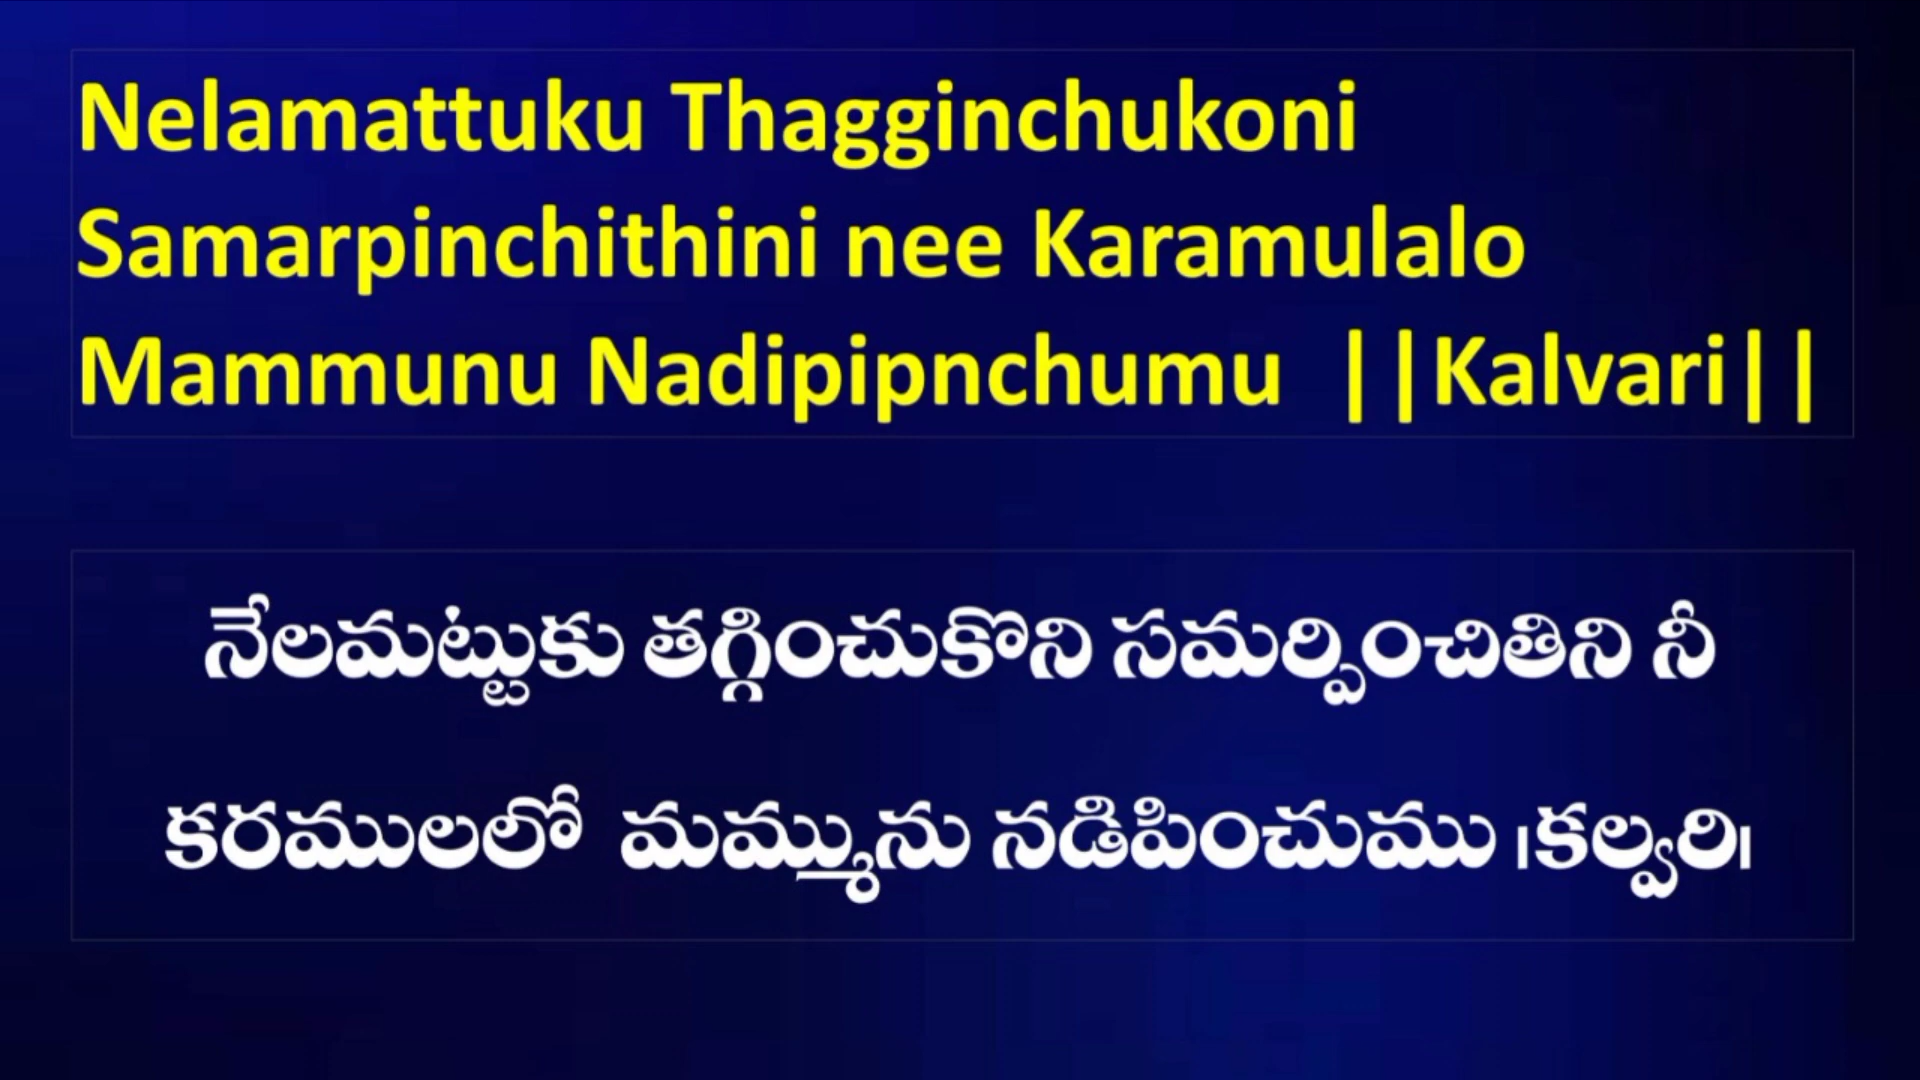 Nelamattuku Thagginchukoni
Samarpinchithini nee Karamulalo
Mammunu Nadipipnchumu ||Kalvari||
నేలమట్టుకు తగ్గించుకొని సమర్పించితిని నీ
కరములలో మమ్మును నడిపించుము |కల్వరి|